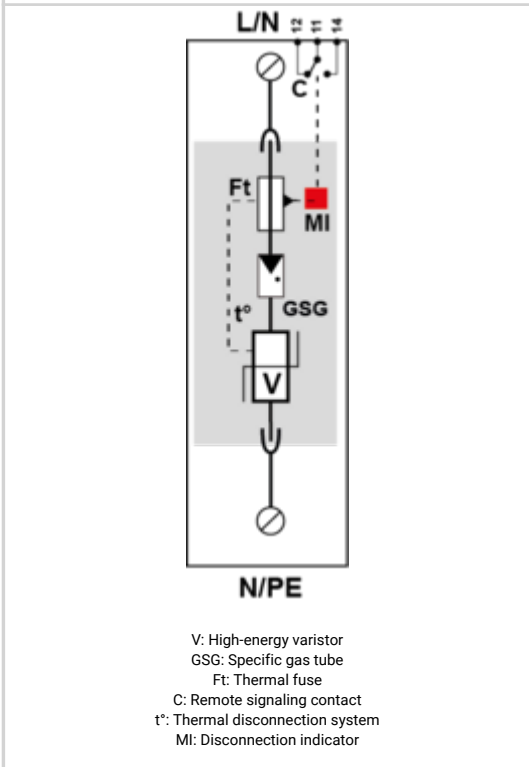 L/N 12 11 14
C
Ft
MI
t°
GSG
V
N/PE
V: High-energy varistor
GSG: Specific gas tube
Ft: Thermal fuse
C: Remote signaling contact
t°: Thermal disconnection system
MI: Disconnection indicator